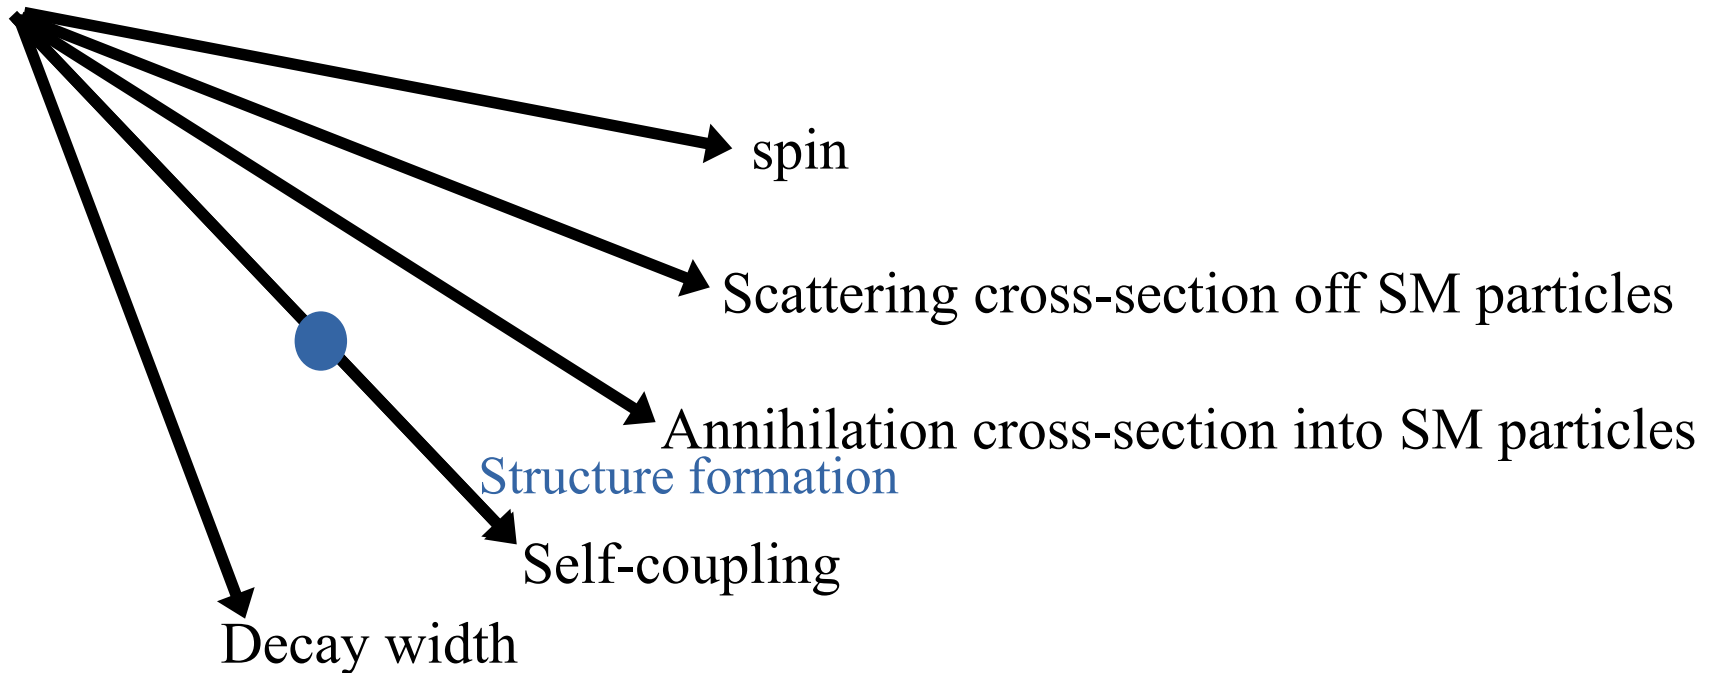 spin
Scattering cross-section off SM particles
Annihilation cross-section into SM particles
Structure formation
Self-coupling
Decay width